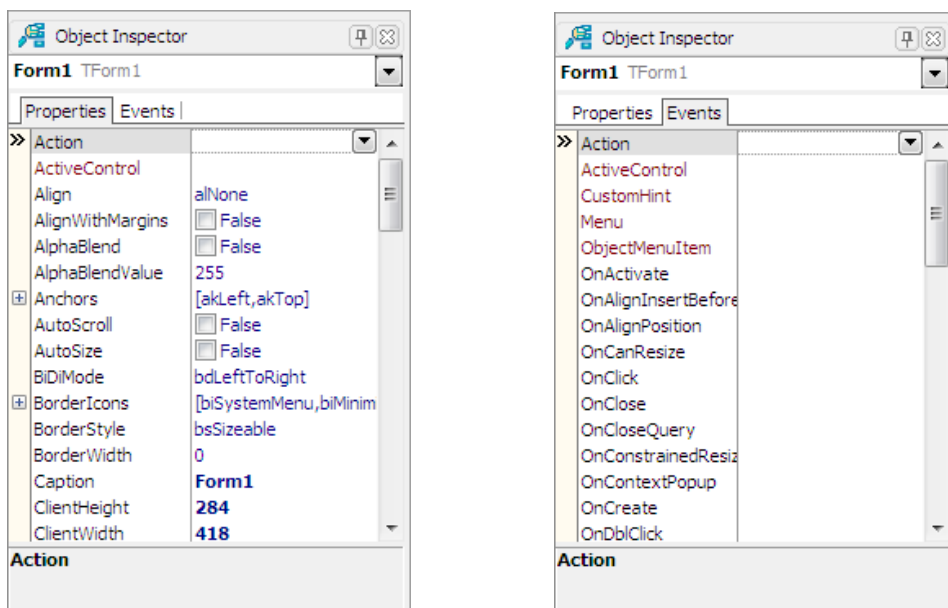 Object Inspector
Form1 TForm1
Properties Events
Action
ActiveControl
Align alNone
AlignWithMargins False
AlphaBlend False
AlphaBlendValue 255
Anchors [akLeft,akTop]
AutoScroll False
AutoSize False
BiDiMode bdLeftToRight
BorderIcons [biSystemMenu,biMinim
BorderStyle bsSizeable
BorderWidth 0
Caption Form1
ClientHeight 284
ClientWidth 418
Action
Object Inspector
Form1 TForm1
Properties Events
Action
ActiveControl
CustomHint
Menu
ObjectMenuItem
OnActivate
OnAlignInsertBefore
OnAlignPosition
OnCanResize
OnClick
OnClose
OnCloseQuery
OnConstrainedResiz
OnContextPopup
OnCreate
OnDblClick
Action